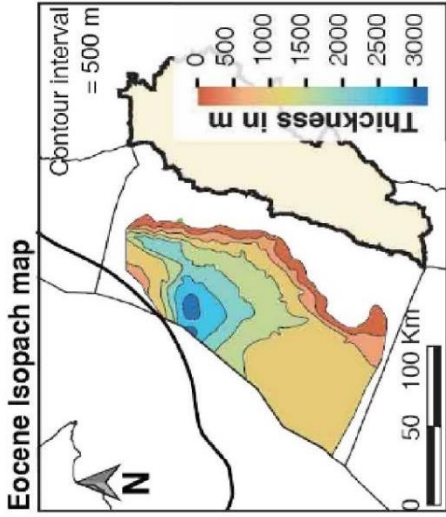 Eocene Isopach map
Contour interval
= 500 m
0
500
1000
1500
2000
2500
3000
Thickness in m
N
0
50
100 Km